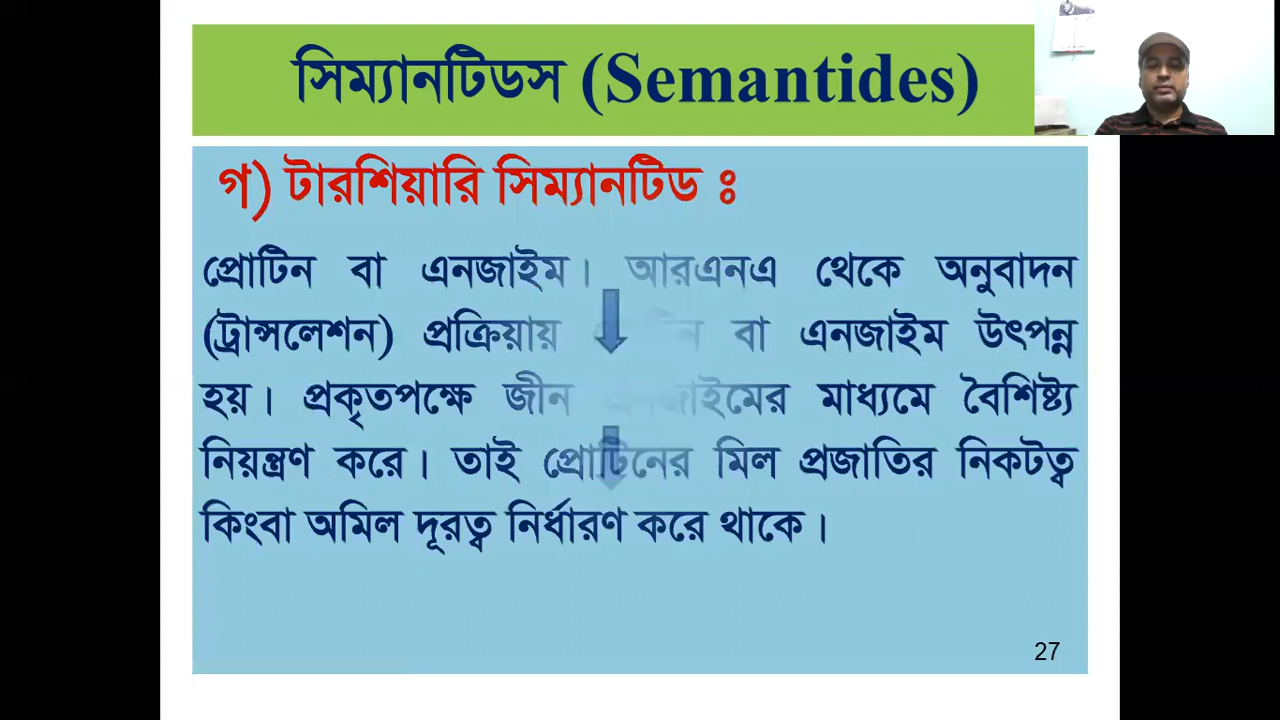 সিম্যানটিডস (Semantides)
গ) টারশিয়ারি সিম্যানটিড ঃ
প্রোটিন বা এনজাইম। আরএনএ থেকে অনুবাদন
(ট্রান্সলেশন) প্রক্রিয়ায় বা এনজাইম উৎপন্ন
হয়। প্রকৃতপক্ষে জীন এনজাইমের মাধ্যমে বৈশিষ্ট্য
নিয়ন্ত্রণ করে। তাই প্রোটিনের মিল প্রজাতির নিকটত্ব
কিংবা অমিল দূরত্ব নির্ধারণ করে থাকে।
27